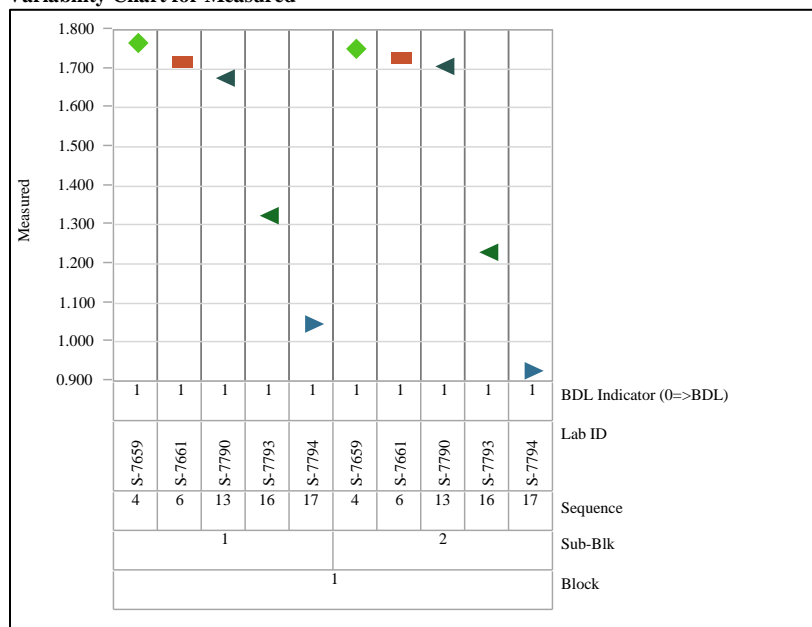 Variability Chart for Measured
1.800
1.700
1.600
1.500
1.400
1.300
1.200
1.100
1.000
0.900
Measured
1 1 1 1 1 1 1 1 1 1 BDL Indicator (0=>BDL)
S-7659 S-7661 S-7790 S-7793 S-7794 S-7659 S-7661 S-7790 S-7793 S-7794 Lab ID
4 6 13 16 17 4 6 13 16 17 Sequence
1 2 Sub-Blk
1 Block